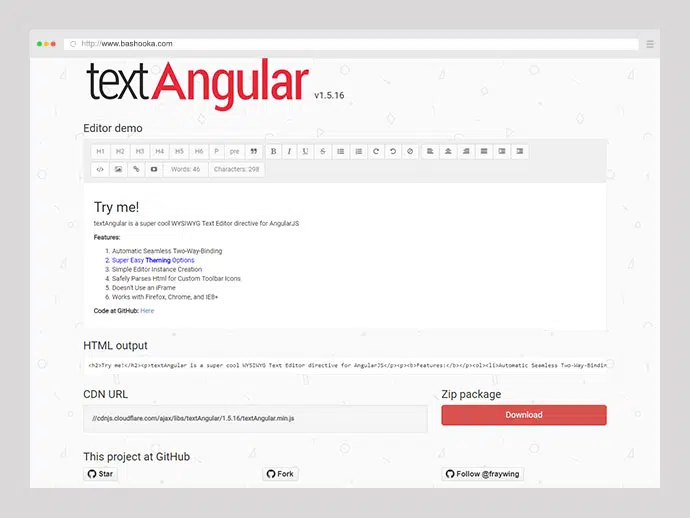 http://www.bashooka.com
textAngular v1.5.16
Editor demo
H1 H2 H3 H4 H5 H6 P pre B I U S
Words: 46 Characters: 298
Try me!
textAngular is a super cool WYSIWYG Text Editor directive for AngularJS
Features:
1. Automatic Seamless Two-Way-Binding
2. Super Easy Theming Options
3. Simple Editor Instance Creation
4. Safely Parses Html for Custom Toolbar Icons
5. Doesn't Use an iFrame
6. Works with Firefox, Chrome, and IE8+
Code at GitHub: Here
HTML output
<h2>Try me!</h2><p>textAngular is a super cool WYSIWYG Text Editor directive for AngularJS</p><p><b>Features:</b></p><ol><li>Automatic Seamless Two-Way-Bindin
CDN URL
Zip package
//cdnjs.cloudflare.com/ajax/libs/textAngular/1.5.16/textAngular.min.js
Download
This project at GitHub
Star Fork Follow @fraywing